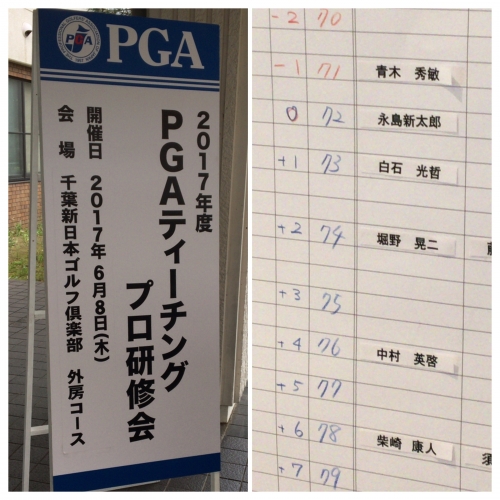 PGA
PGA
2017年度
PGAティーチング
プロ研修会
開催日 2017年6月8日(木)
会場 千葉新日本ゴルフ倶楽部 外房コース
-2 70
-1 71 青木 秀敏
0 72 永島新太郎
+1 73 白石 光哲
+2 74 堀野 晃二
+3 75
+4 76 中村 英啓
+5 77
+6 78 柴崎 康人
+7 79